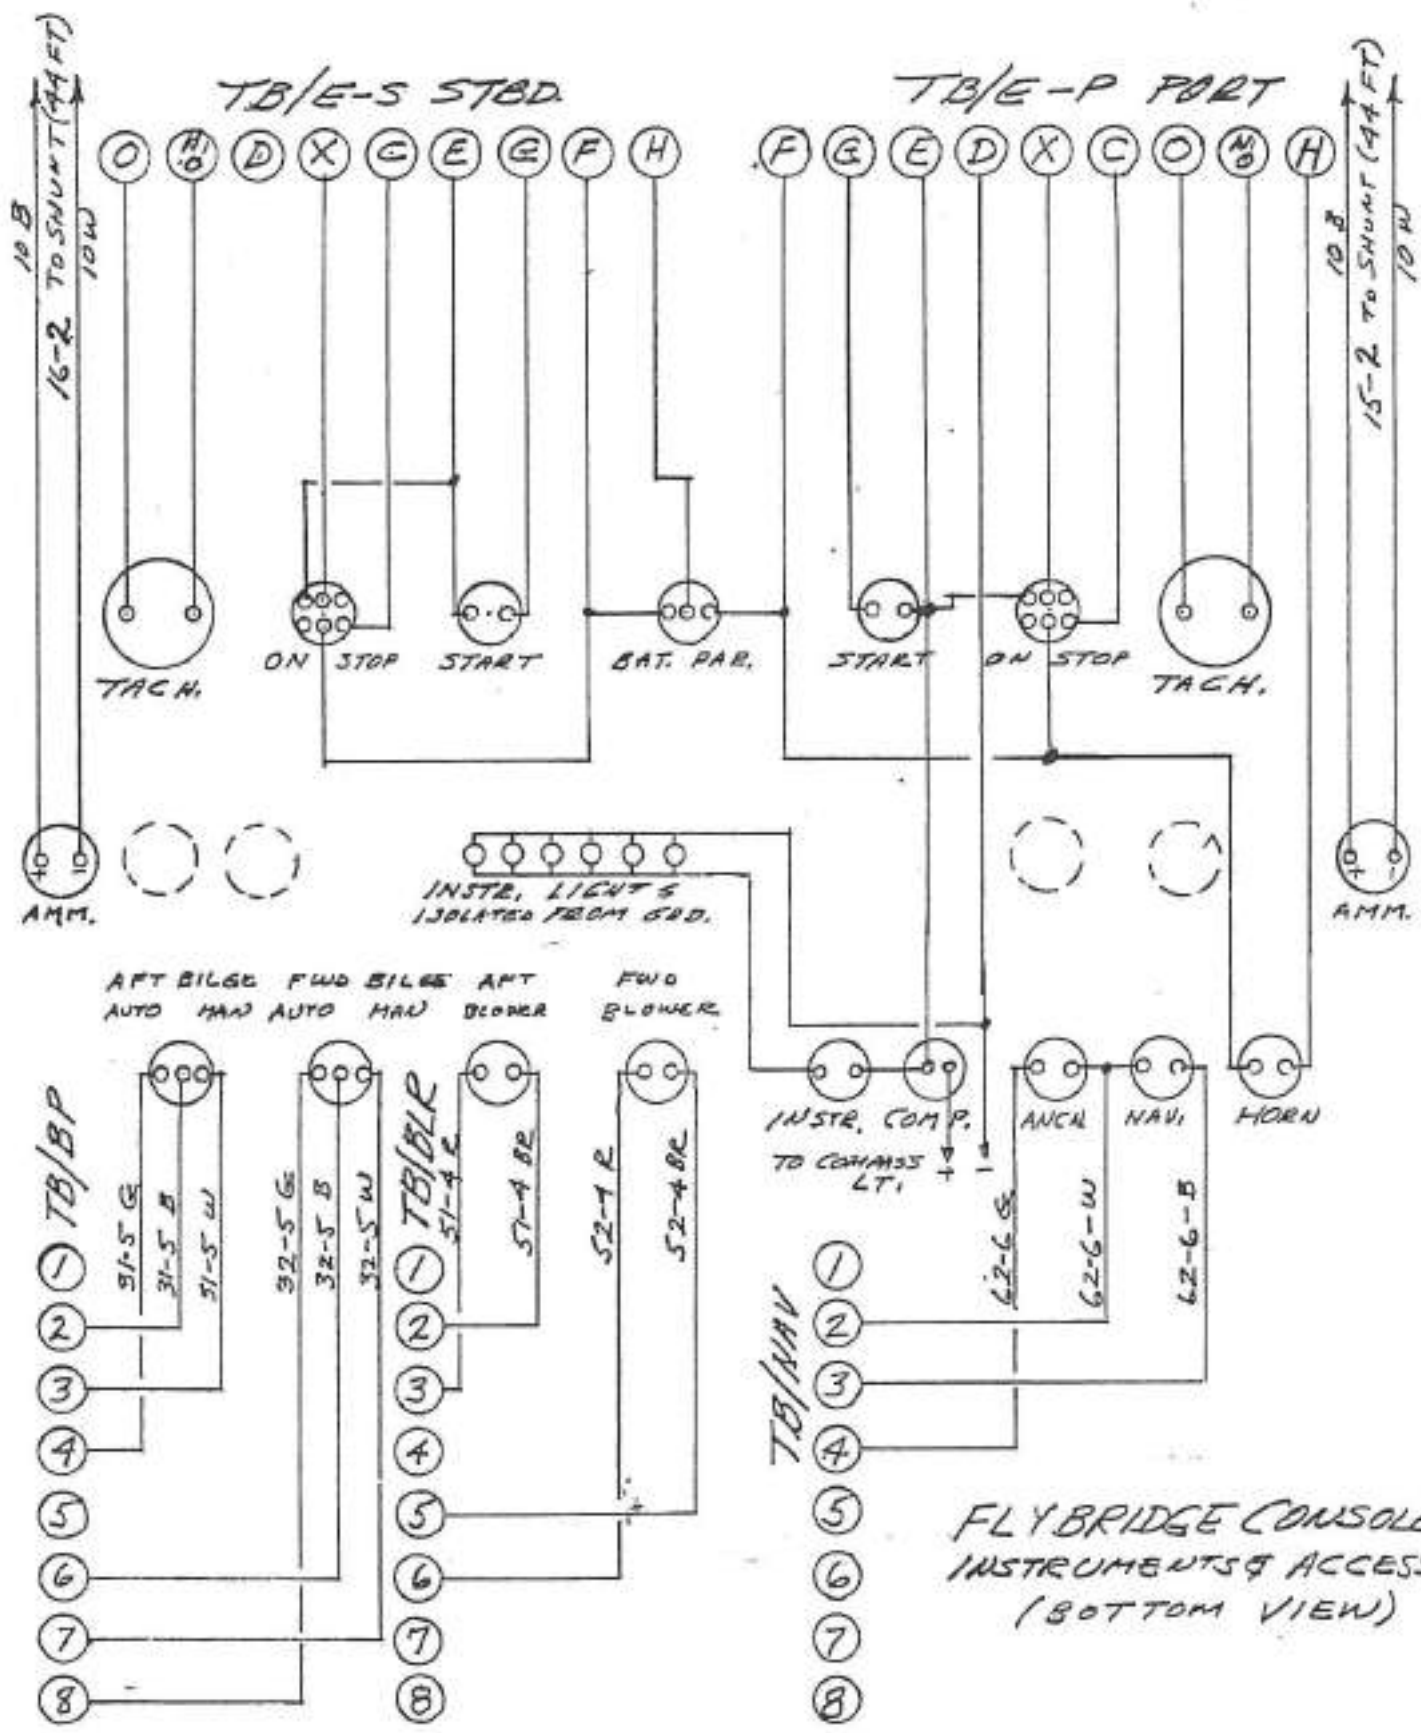 TB/E-S STBD.
TB/E-P PORT
O H.O D X C E G F H
F G E D X C O N O H
10 B
16-2 TO SHUNT (44 FT)
10 W
10 B
15-2 TO SHUNT (44 FT)
10 W
TACH.
ON STOP
START
BAT. PAR.
START
ON STOP
TACH.
+ -
AMM.
INSTR. LIGHTS
ISOLATED FROM GRD.
+ -
AMM.
AFT BILGE
AUTO MAN
FWD BILGE
AUTO MAN
AFT
BLOWER
FWD
BLOWER
INSTR. COMP.
TO COMPASS
LT.
+ -
ANCH
NAV.
HORN
TB/BP
31-5 G
31-5 B
31-5 W
32-5 G
32-5 B
32-5 W
1
2
3
4
5
6
7
8
TB/BLR
51-4 R
51-4 BR
52-4 R
52-4 BR
1
2
3
4
5
6
7
8
TB/NAV
62-6 G
62-6-W
62-6-B
1
2
3
4
5
6
7
8
FLYBRIDGE CONSOLE
INSTRUMENTS & ACCESS
(BOTTOM VIEW)